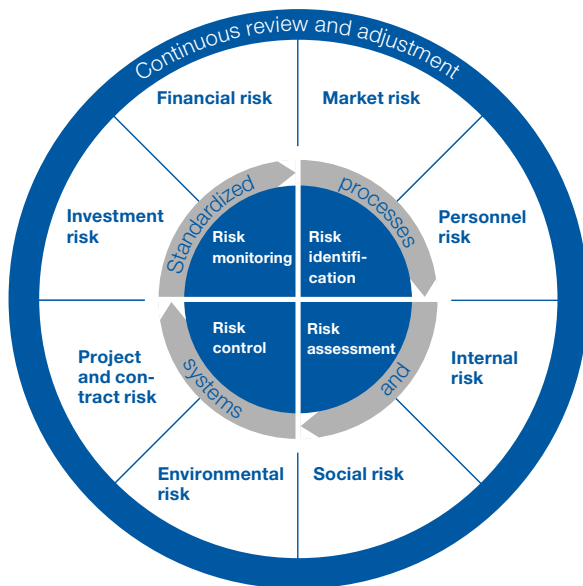 Continuous review and adjustment
Financial risk
Market risk
Investment
risk
Personnel
risk
Standardized
processes
Risk
monitoring
Risk
identifi-
cation
Risk
control
Risk
assessment
systems
and
Project
and con-
tract risk
Internal
risk
Environmental
risk
Social risk